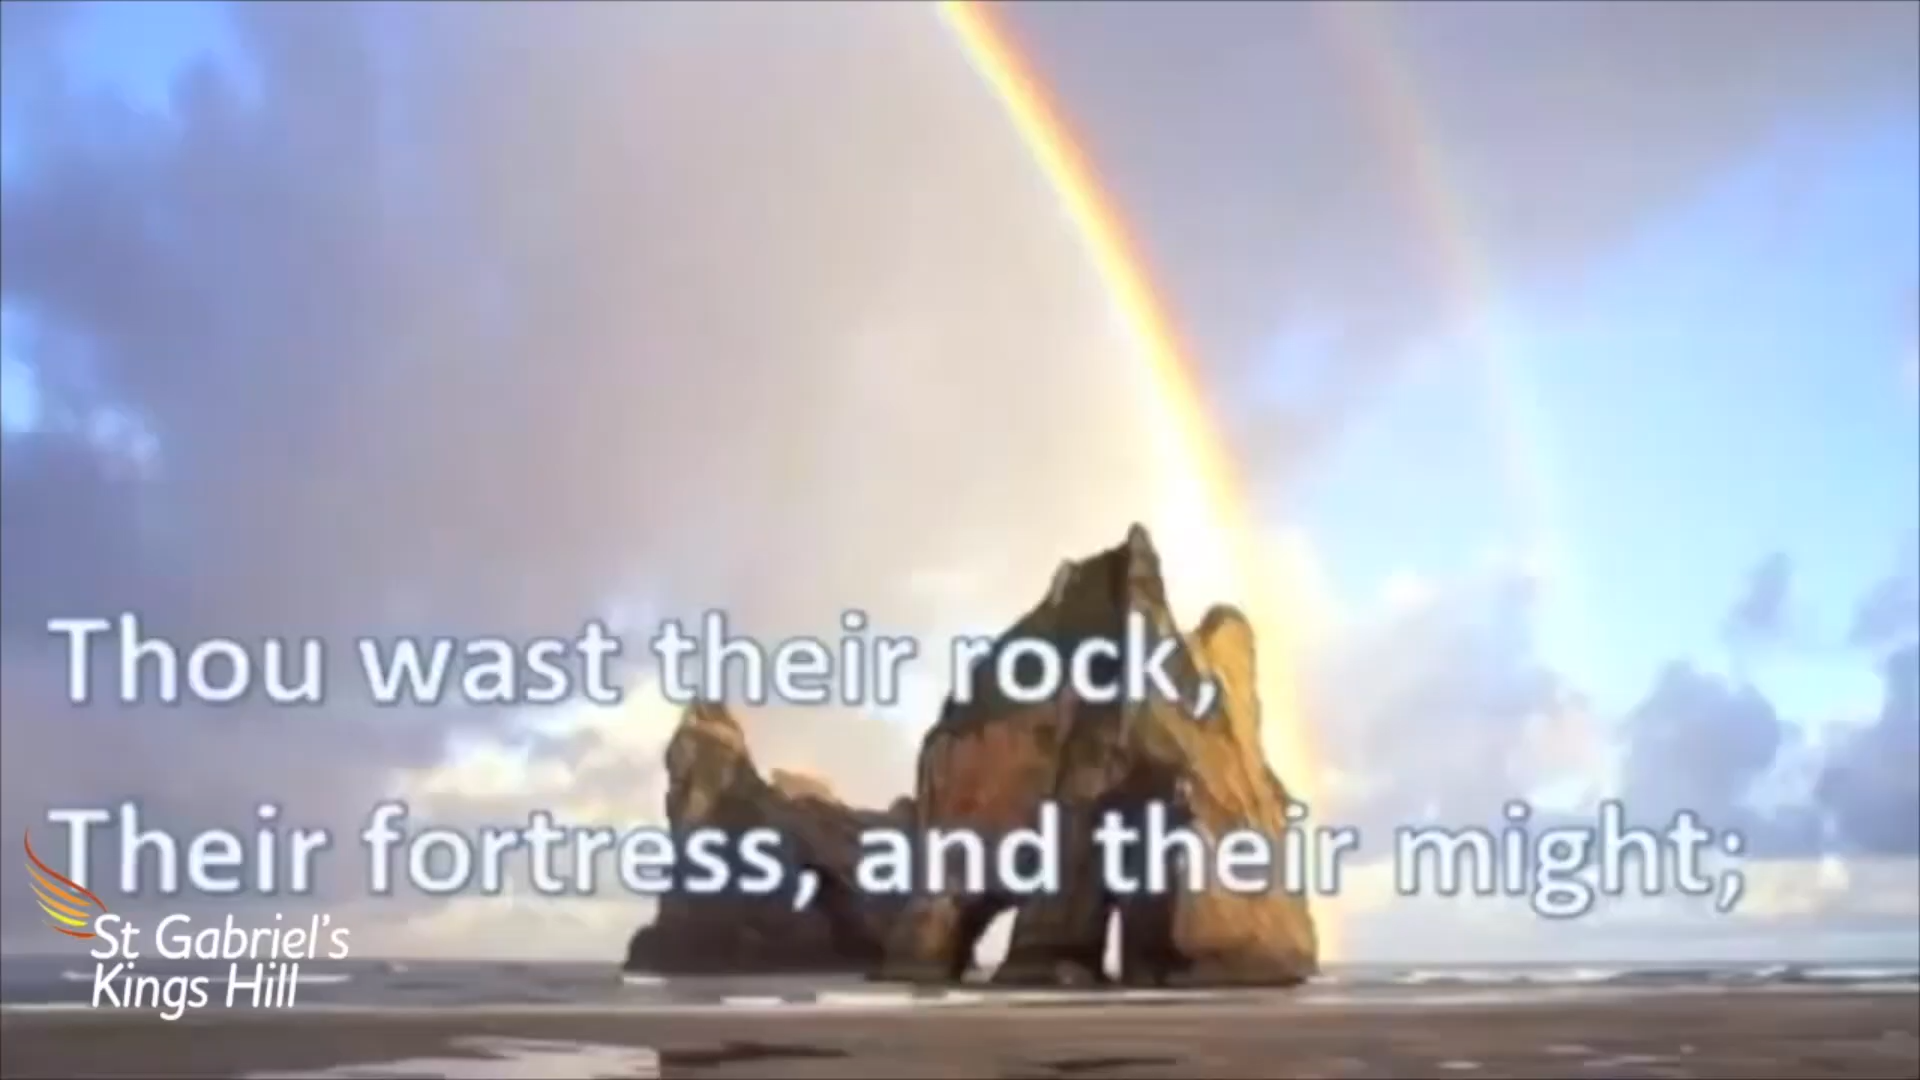 Thou wast their rock,
Their fortress, and their might;
St Gabriel's
Kings Hill